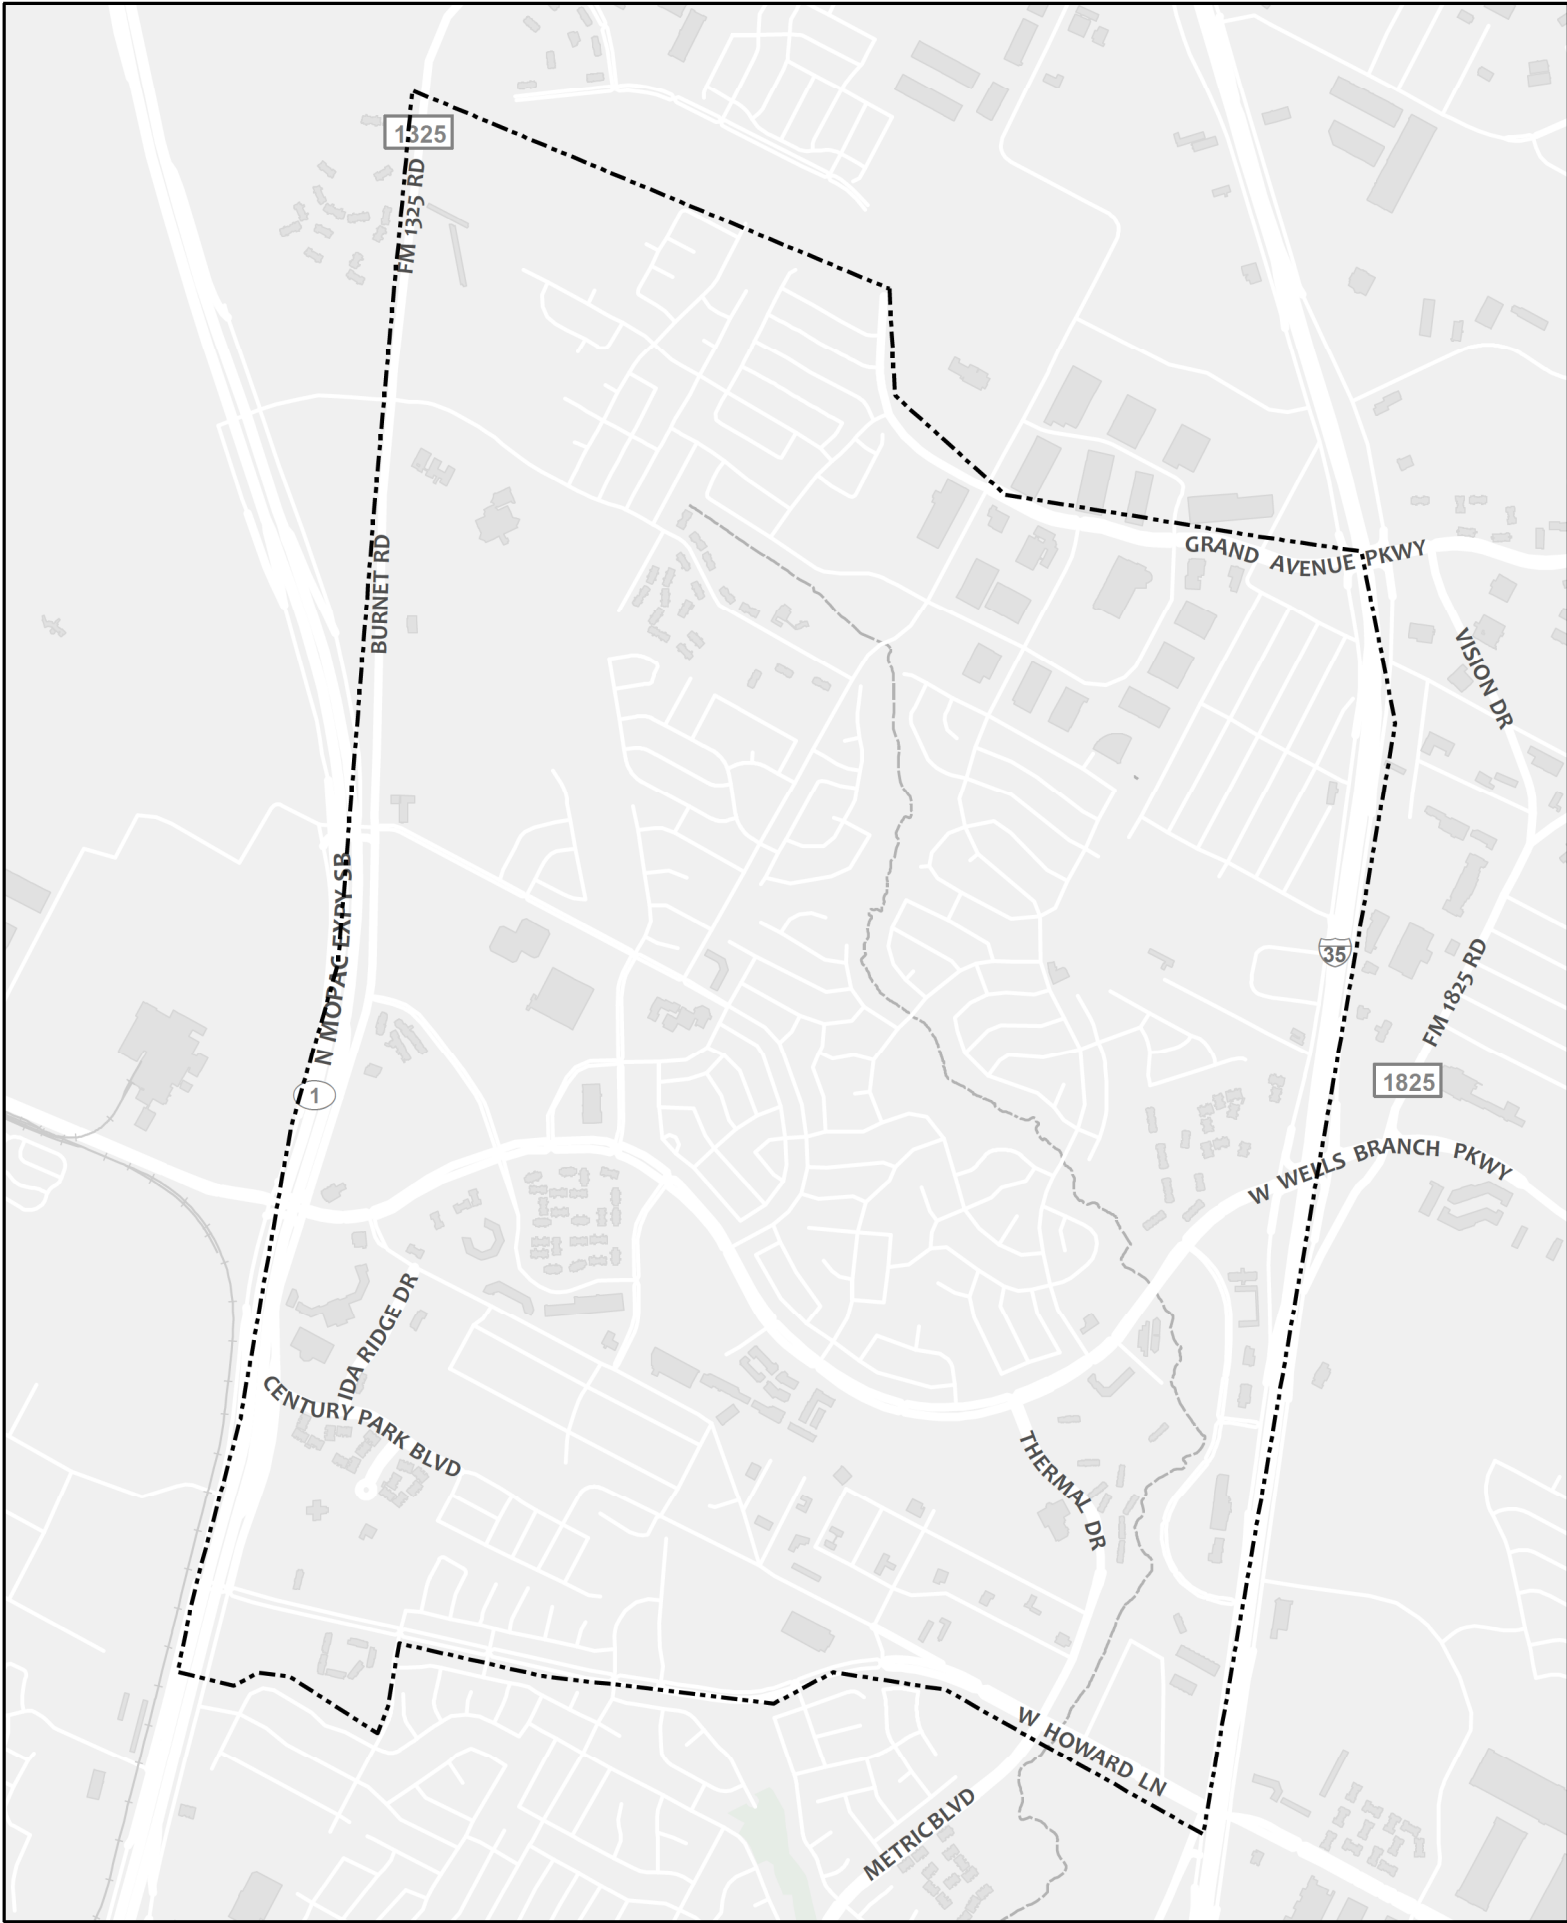 1325
FM 1325 RD
BURNET RD
GRAND AVENUE PKWY
VISION DR
N MOPAC EXPY SB
35
FM 1825 RD
1
1825
W WELLS BRANCH PKWY
IDA RIDGE DR
CENTURY PARK BLVD
THERMAL DR
W HOWARD LN
METRIC BLVD